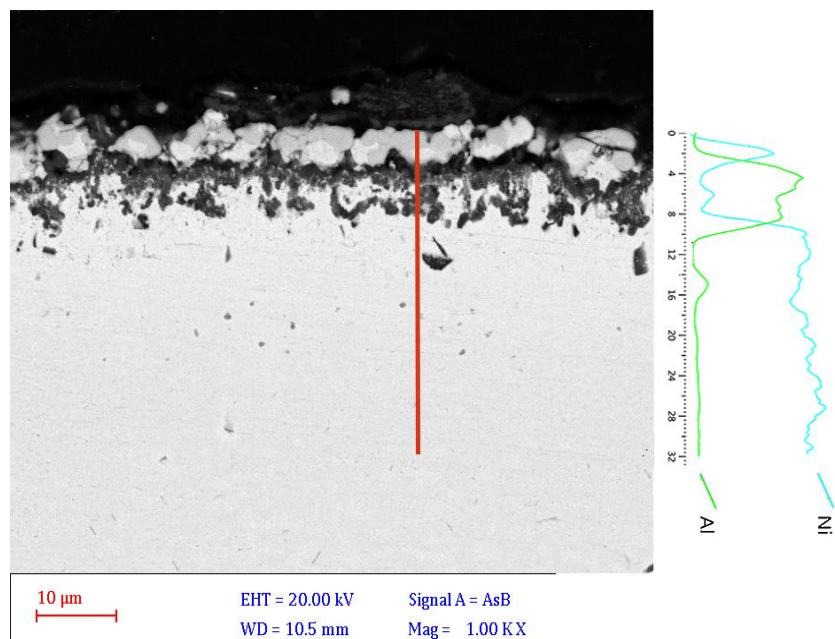 0
4
8
12
16
20
24
28
32
Al
Ni
10 µm
EHT = 20.00 kV
Signal A = AsB
WD = 10.5 mm
Mag = 1.00 K X